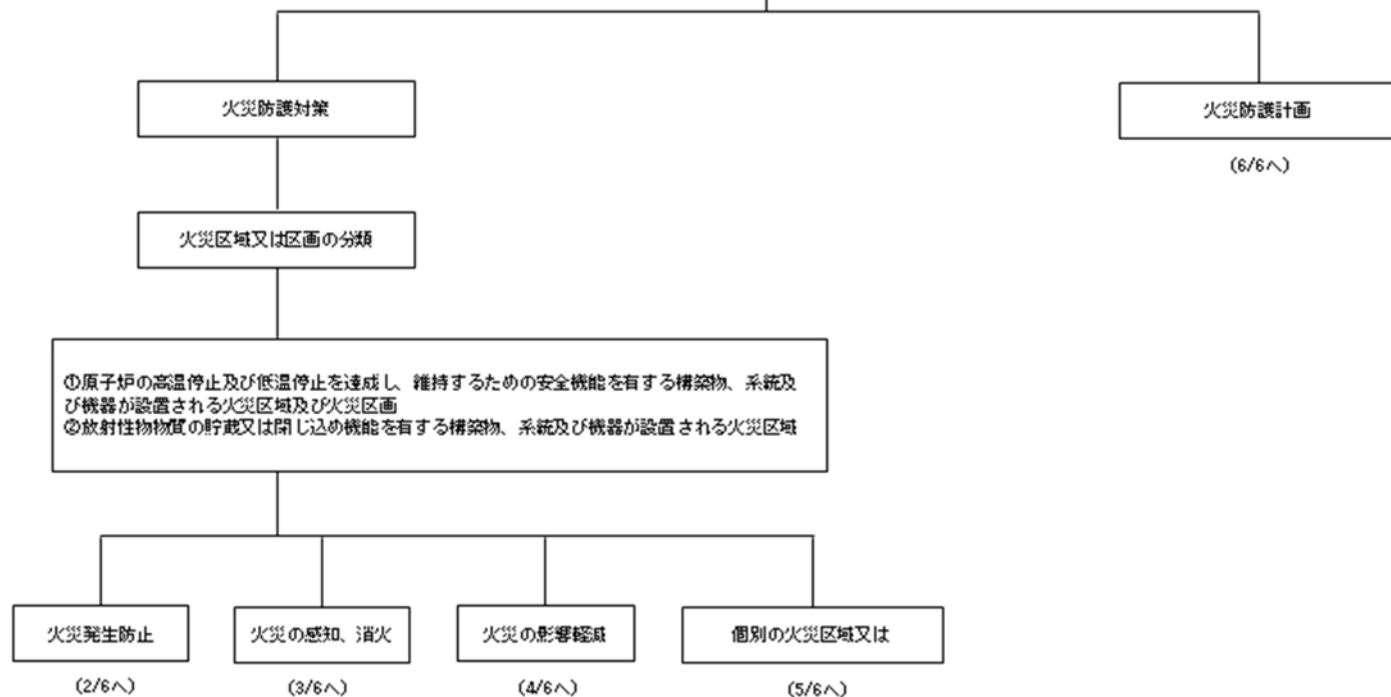 火災防護対策
火災防護計画
(6/6へ)
火災区域又は区画の分類
①原子炉の高温停止及び低温停止を達成し、維持するための安全機能を有する構築物、系統及
び機器が設置される火災区域及び火災区画
②放射性物物質の貯蔵又は閉じ込め機能を有する構築物、系統及び機器が設置される火災区域
火災発生防止
火災の感知、消火
火災の影響軽減
個別の火災区域又は
(2/6へ)
(3/6へ)
(4/6へ)
(5/6へ)